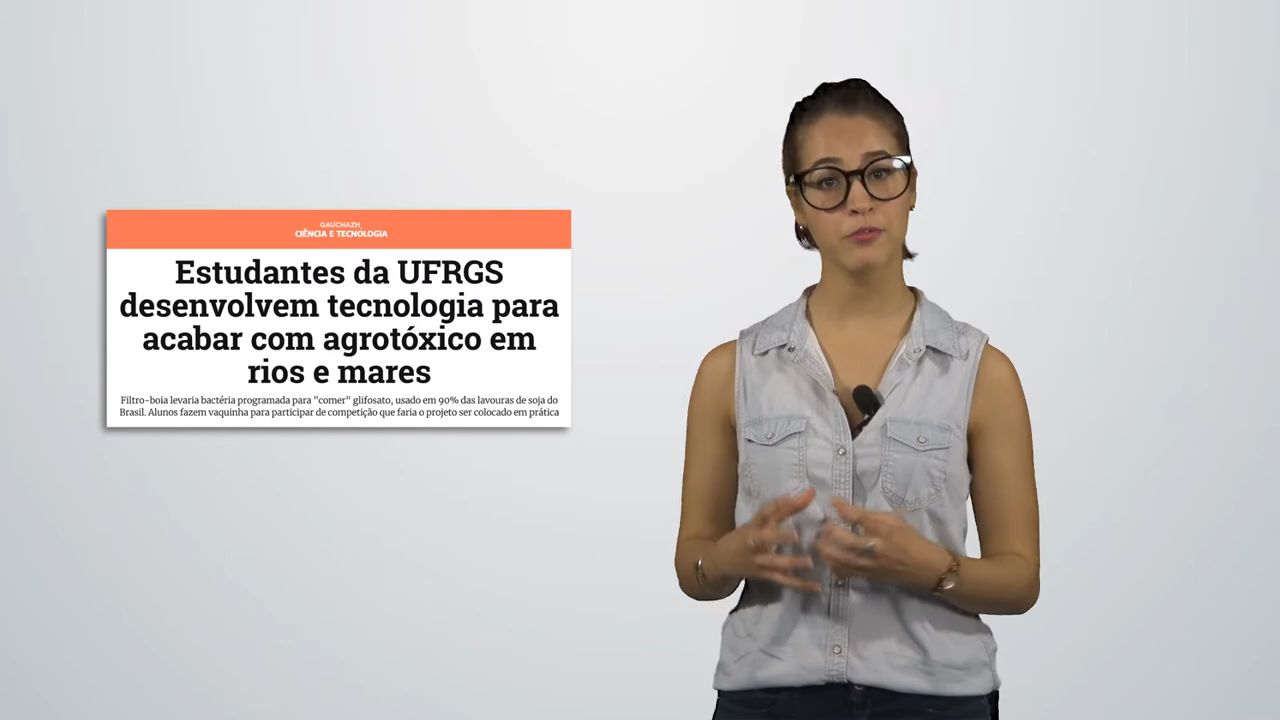 GAÚCHAZH
CIÊNCIA E TECNOLOGIA
Estudantes da UFRGS
desenvolvem tecnologia para
acabar com agrotóxico em
rios e mares
Filtro-boia levaria bactéria programada para "comer" glifosato, usado em 90% das lavouras de soja do
Brasil. Alunos fazem vaquinha para participar de competição que faria o projeto ser colocado em prática